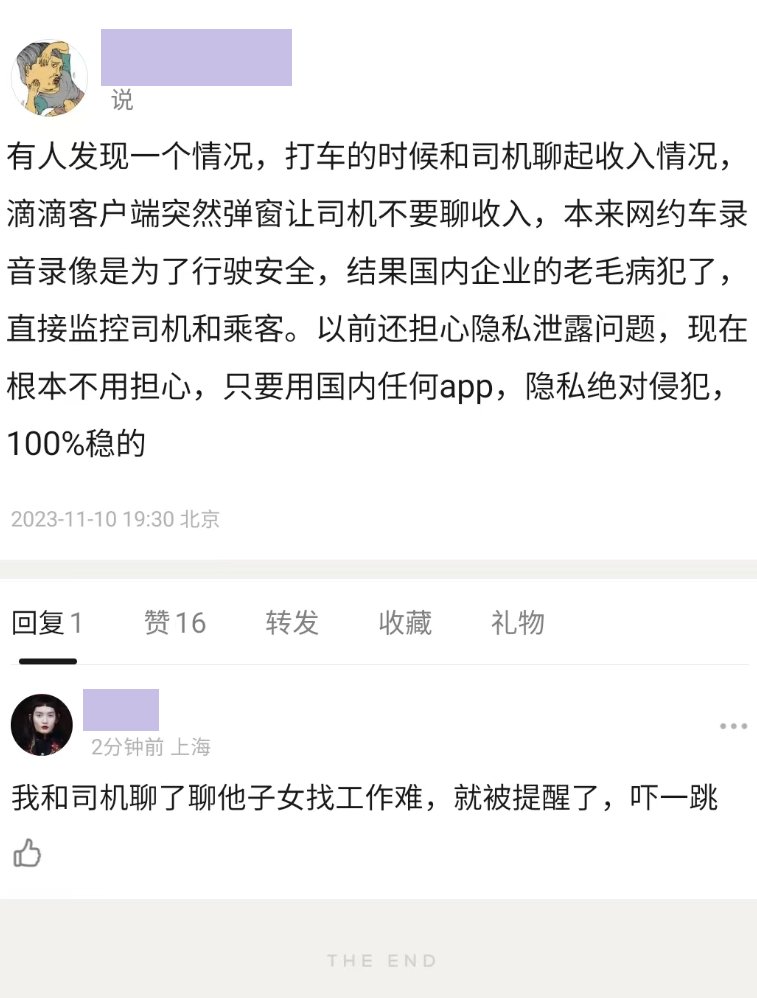 说
有人发现一个情况，打车的时候和司机聊起收入情况，
滴滴客户端突然弹窗让司机不要聊收入，本来网约车录
音录像是为了行驶安全，结果国内企业的老毛病犯了，
直接监控司机和乘客。以前还担心隐私泄露问题，现在
根本不用担心，只要用国内任何app，隐私绝对侵犯，
100%稳的
2023-11-10 19:30 北京
回复 1 赞 16 转发 收藏 礼物
2分钟前 上海
我和司机聊了聊他子女找工作难，就被提醒了，吓一跳
THE END